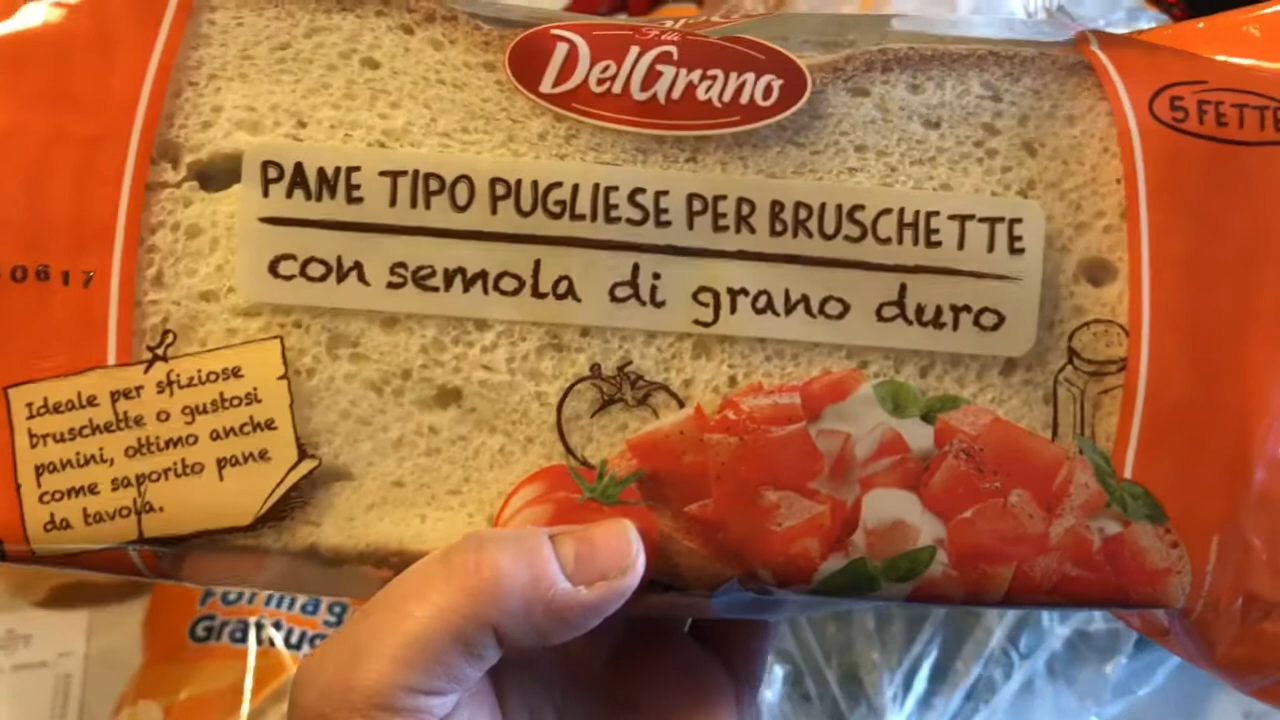 F.lli
DelGrano
5 FETTE
PANE TIPO PUGLIESE PER BRUSCHETTE
con semola di grano duro
0617
Ideale per sfiziose
bruschette o gustosi
panini, ottimo anche
come saporito pane
da tavola.
Formag
Grattug